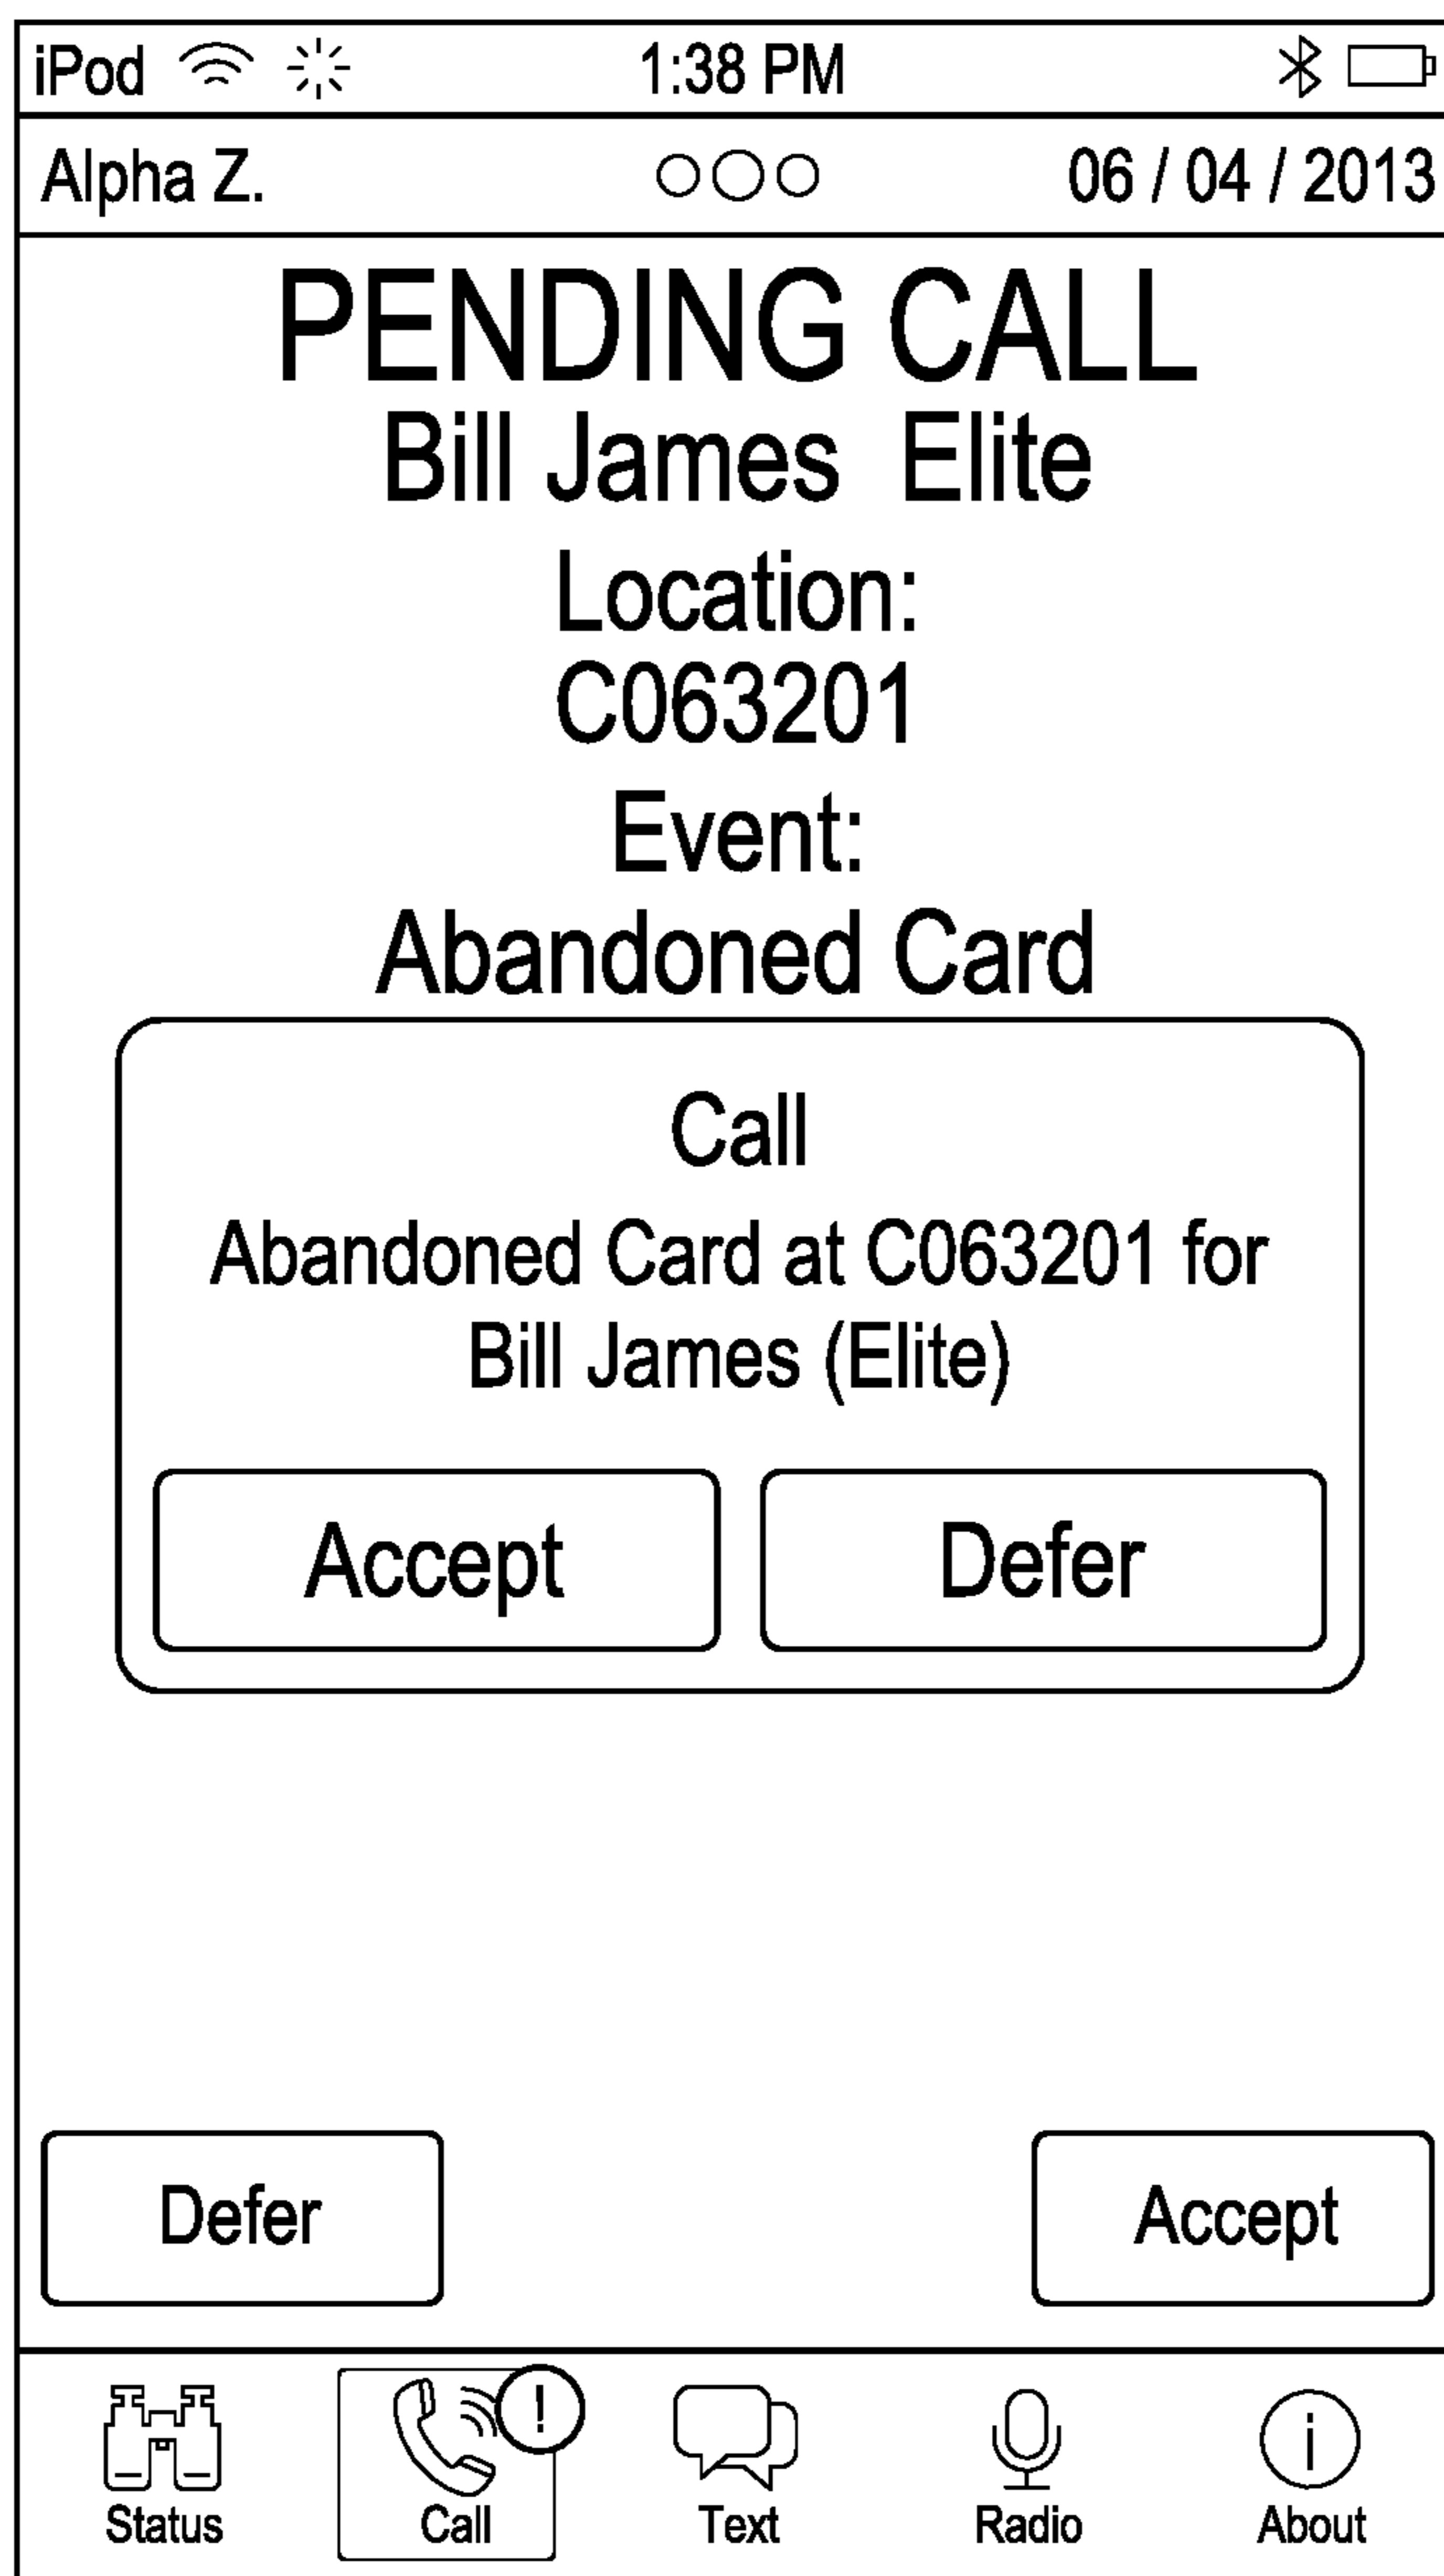 iPod 1:38 PM
Alpha Z. 06 / 04 / 2013
PENDING CALL
Bill James Elite
Location:
C063201
Event:
Abandoned Card
Call
Abandoned Card at C063201 for
Bill James (Elite)
Accept Defer
Defer Accept
!
i
Status Call Text Radio About